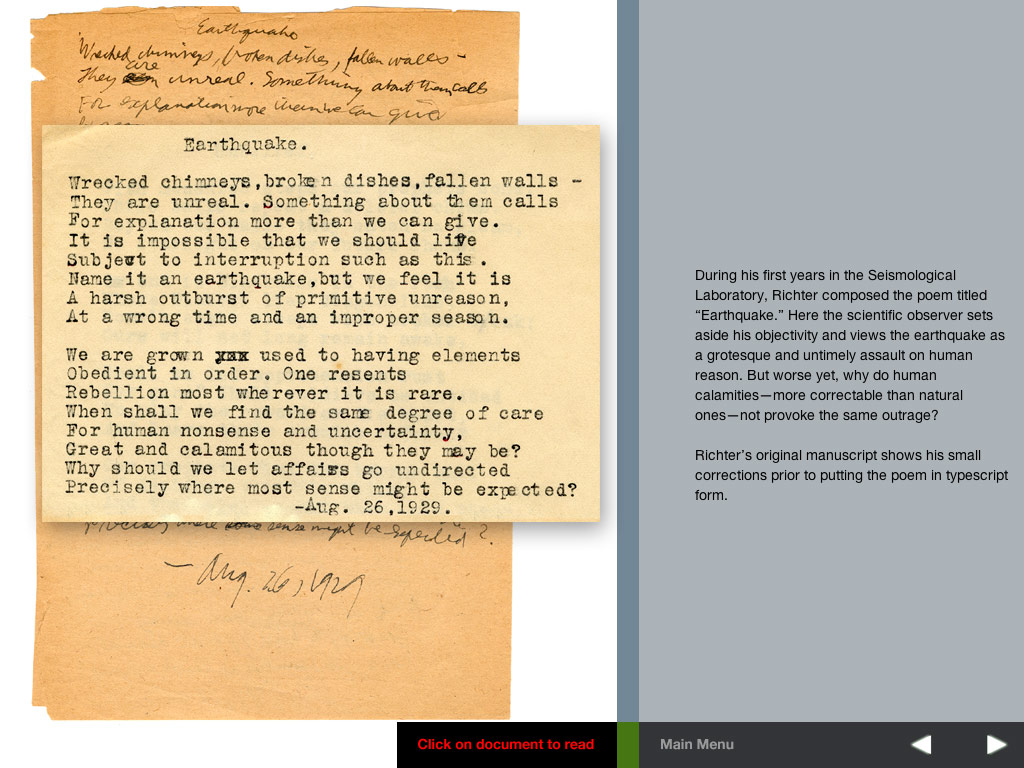 Earthquake
Wrecked chimneys, broken dishes, fallen walls -
They are unreal. Something about them calls
For explanation more than we can give
Earthquake.
Wrecked chimneys,broken dishes,fallen walls -
They are unreal. Something about them calls
For explanation more than we can give.
It is impossible that we should live
Subject to interruption such as this.
Name it an earthquake,but we feel it is
A harsh outburst of primitive unreason,
At a wrong time and an improper season.
We are grown xxx used to having elements
Obedient in order. One resents
Rebellion most wherever it is rare.
When shall we find the same degree of care
For human nonsense and uncertainty,
Great and calamitous though they may be?
Why should we let affairs go undirected
Precisely where most sense might be expected?
-Aug. 26,1929.
Precisely where sense might be expected?
- Aug. 26, 1929
During his first years in the Seismological
Laboratory, Richter composed the poem titled
“Earthquake.” Here the scientific observer sets
aside his objectivity and views the earthquake as
a grotesque and untimely assault on human
reason. But worse yet, why do human
calamities—more correctable than natural
ones—not provoke the same outrage?
Richter’s original manuscript shows his small
corrections prior to putting the poem in typescript
form.
Click on document to read
Main Menu